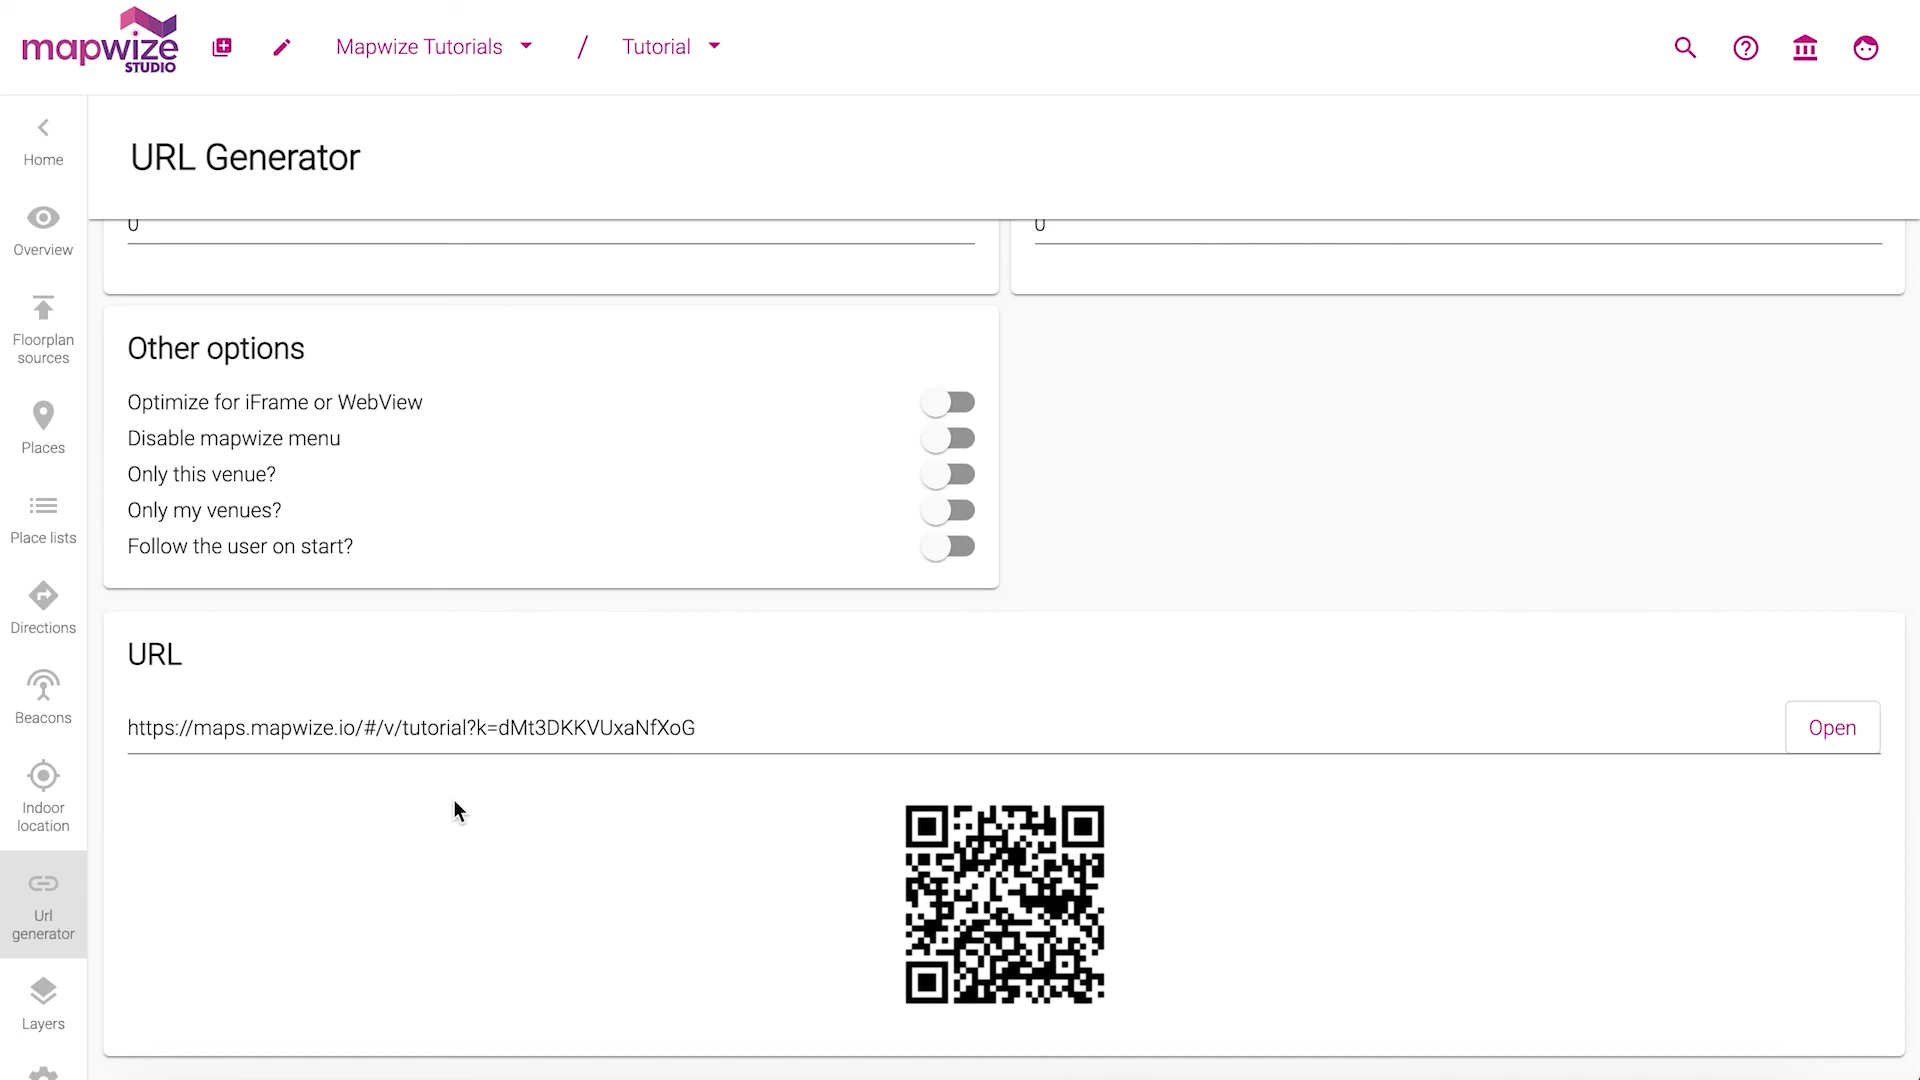 mapwize
STUDIO
Mapwize Tutorials / Tutorial
Home
URL Generator
Overview
0 0
Floorplan
sources
Other options
Optimize for iFrame or WebView
Disable mapwize menu
Only this venue?
Only my venues?
Follow the user on start?
Places
Place lists
Directions
Beacons
Indoor
location
Url
generator
Layers
URL
https://maps.mapwize.io/#/v/tutorial?k=dMt3DKKVUxaNfXoG
Open